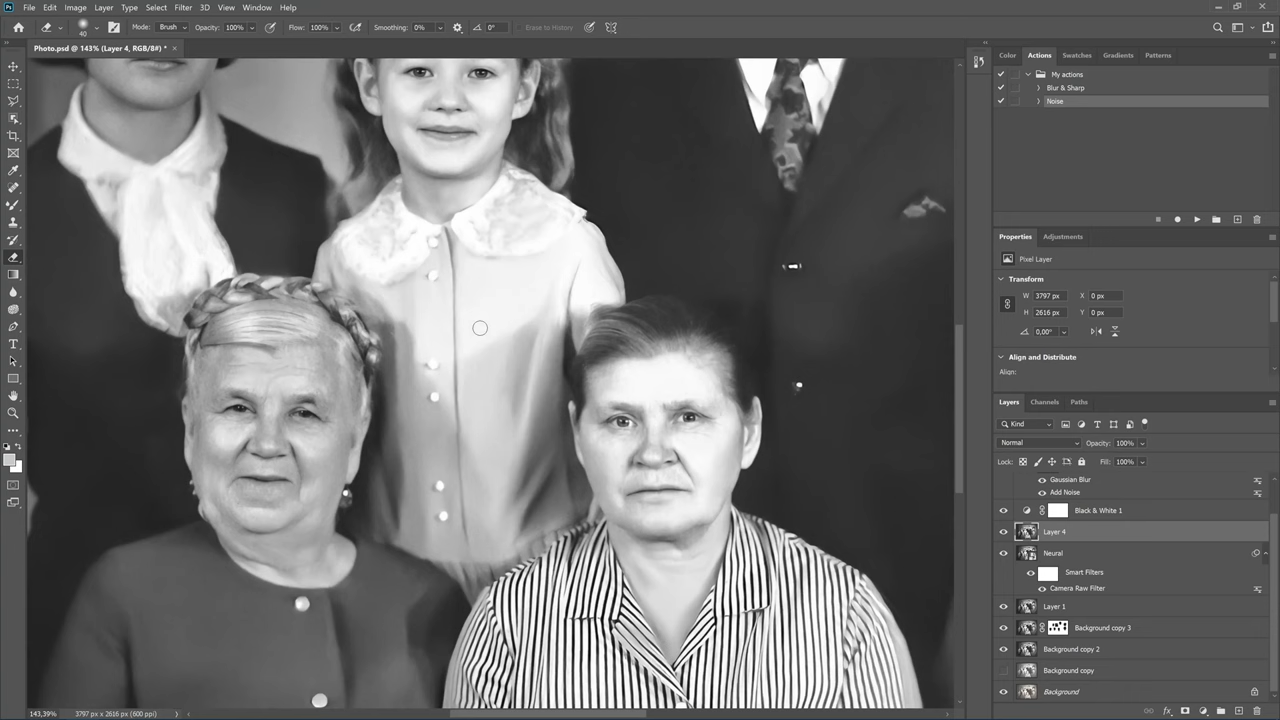 Ps File Edit Image Layer Type Select Filter 3D View Window Help
40 Mode: Brush Opacity: 100% Flow: 100% Smoothing: 0% 0° Erase to History
Photo.psd @ 143% (Layer 4, RGB/8#) * ×
Color Actions Swatches Gradients Patterns
My actions
Blur & Sharp
Noise
Properties Adjustments
Pixel Layer
Transform
W 3797 px X 0 px
H 2616 px Y 0 px
0,00°
Align and Distribute
Align:
Layers Channels Paths
Kind
Normal Opacity: 100%
Lock: Fill: 100%
Gaussian Blur
Add Noise
Black & White 1
Layer 4
Neural
Smart Filters
Camera Raw Filter
Layer 1
Background copy 3
Background copy 2
Background copy
Background
143,39% 3797 px x 2616 px (600 ppi)
fx